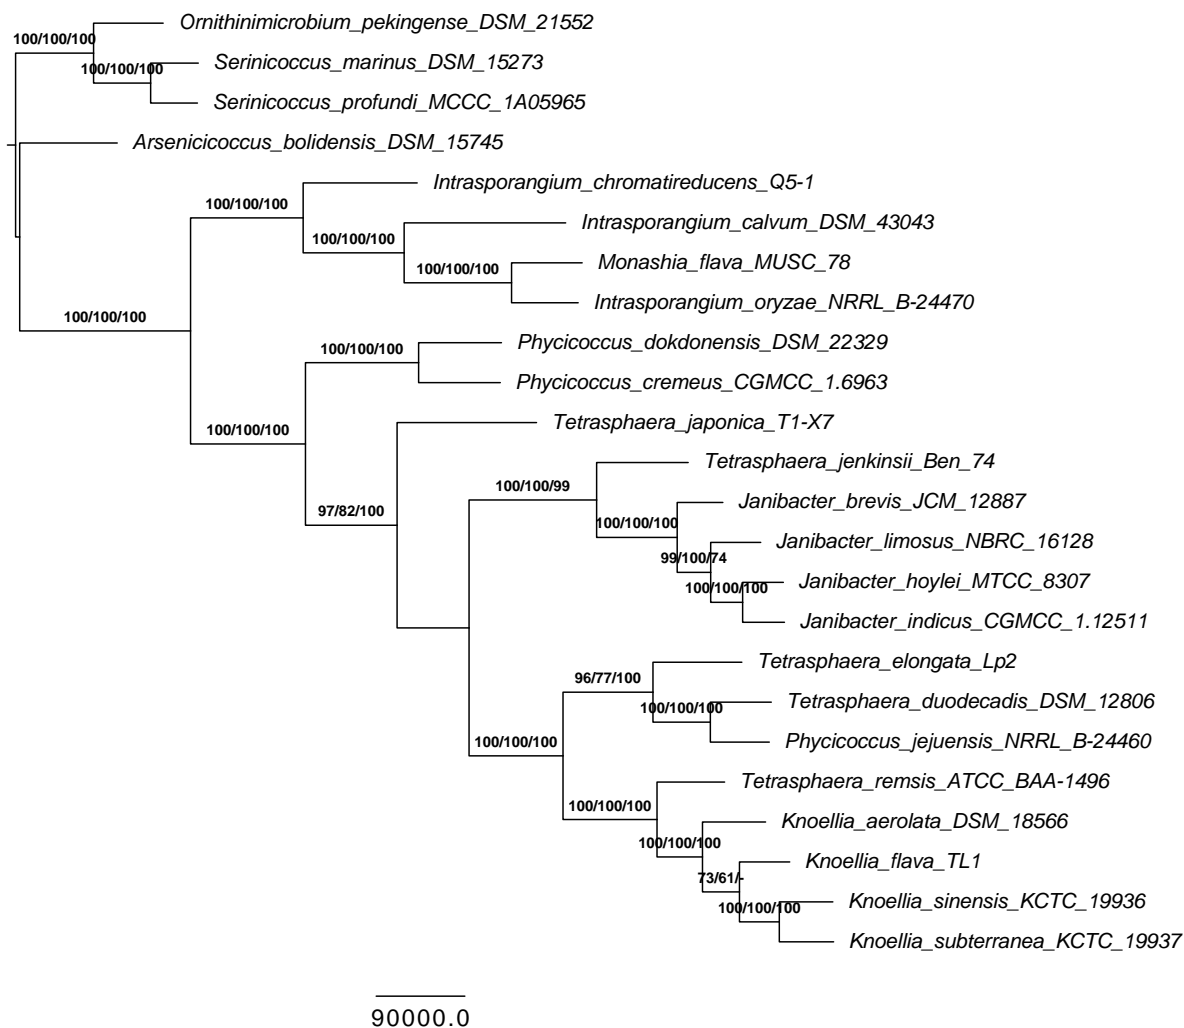 Ornithinimicrobium_pekingense_DSM_21552
100/100/100
Serinicoccus_marinus_DSM_15273
100/100/100
Serinicoccus_profundi_MCCC_1A05965
Arsenicicoccus_bolidensis_DSM_15745
Intrasporangium_chromatireducens_Q5-1
100/100/100
Intrasporangium_calvum_DSM_43043
100/100/100
Monashia_flava_MUSC_78
100/100/100
Intrasporangium_oryzae_NRRL_B-24470
100/100/100
Phycicoccus_dokdonensis_DSM_22329
100/100/100
Phycicoccus_cremeus_CGMCC_1.6963
Tetrasphaera_japonica_T1-X7
100/100/100
Tetrasphaera_jenkinsii_Ben_74
100/100/99
Janibacter_brevis_JCM_12887
97/82/100
100/100/100
Janibacter_limosus_NBRC_16128
99/100/74
Janibacter_hoylei_MTCC_8307
100/100/100
Janibacter_indicus_CGMCC_1.12511
Tetrasphaera_elongata_Lp2
96/77/100
Tetrasphaera_duodecadis_DSM_12806
100/100/100
Phycicoccus_jejuensis_NRRL_B-24460
100/100/100
Tetrasphaera_remsis_ATCC_BAA-1496
100/100/100
Knoellia_aerolata_DSM_18566
100/100/100
Knoellia_flava_TL1
73/61/-
Knoellia_sinensis_KCTC_19936
100/100/100
Knoellia_subterranea_KCTC_19937
90000.0